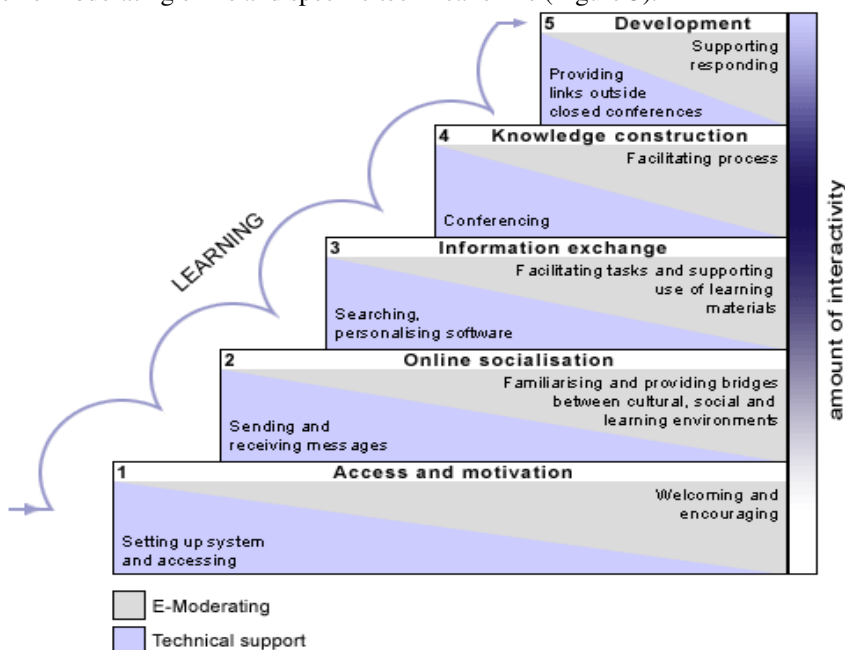 5 Development
Supporting
responding
Providing
links outside
closed conferences
4 Knowledge construction
Facilitating process
Conferencing
3 Information exchange
Facilitating tasks and supporting
use of learning
materials
Searching,
personalising software
2 Online socialisation
Familiarising and providing bridges
between cultural, social and
learning environments
Sending and
receiving messages
1 Access and motivation
Welcoming and
encouraging
Setting up system
and accessing
LEARNING
amount of interactivity
E-Moderating
Technical support